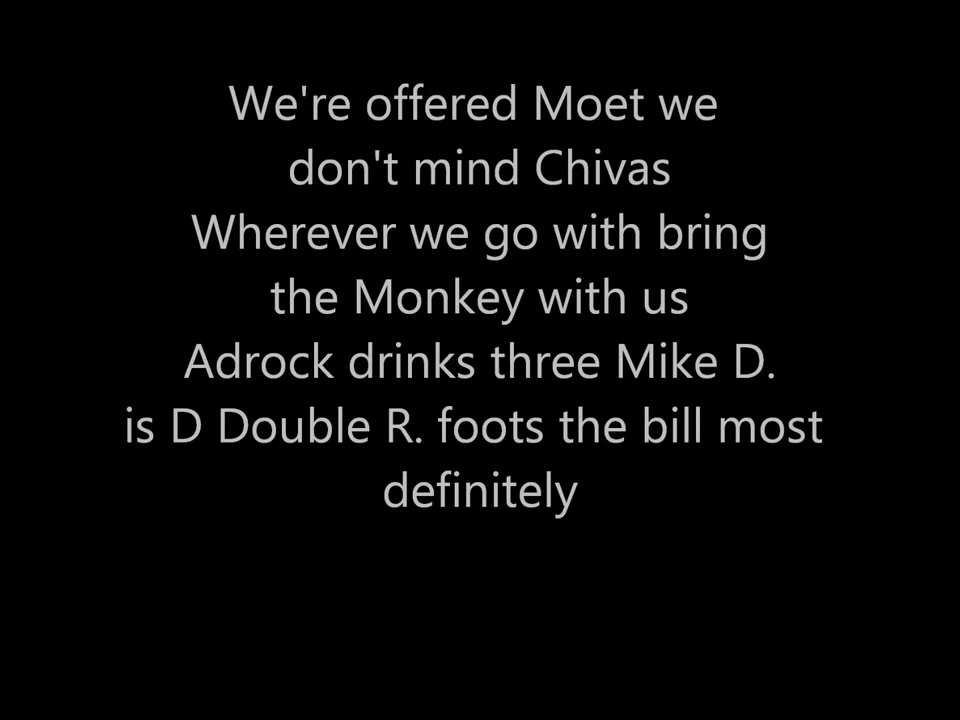 We're offered Moet we
don't mind Chivas
Wherever we go with bring
the Monkey with us
Adrock drinks three Mike D.
is D Double R. foots the bill most
definitely